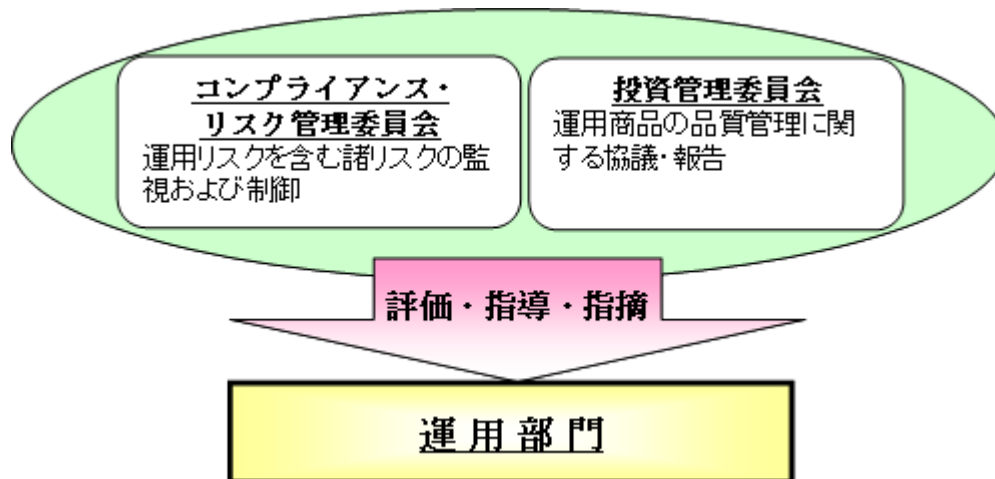 コンプライアンス・
リスク管理委員会
運用リスクを含む諸リスクの監
視および制御
投資管理委員会
運用商品の品質管理に関
する協議・報告
評価・指導・指摘
運用部門